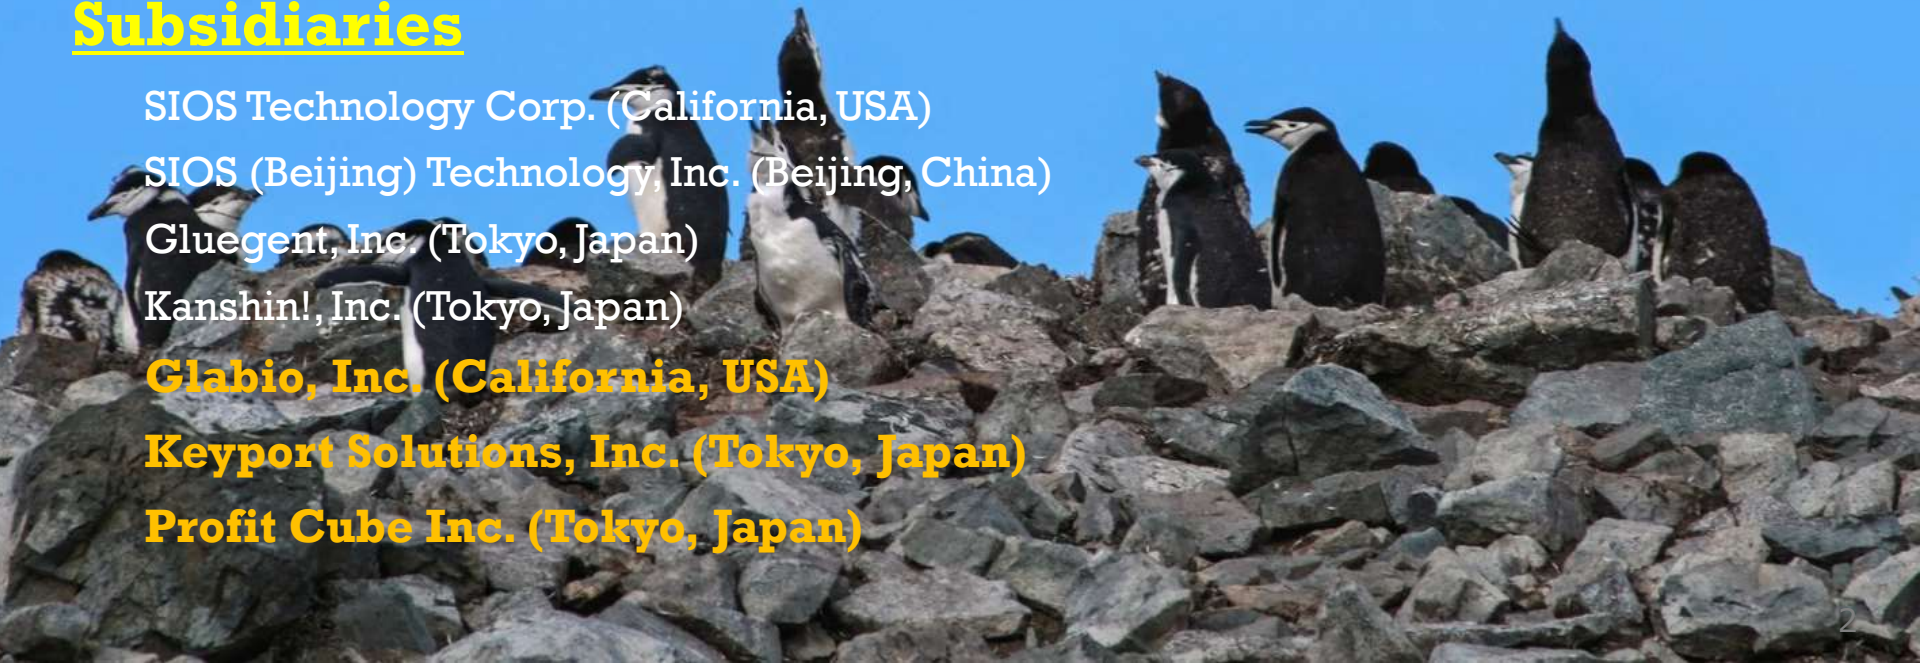 Subsidiaries
SIOS Technology Corp. (California, USA)
SIOS (Beijing) Technology, Inc. (Beijing, China)
Gluegent, Inc. (Tokyo, Japan)
Kanshin!, Inc. (Tokyo, Japan)
Glabio, Inc. (California, USA)
Keyport Solutions, Inc. (Tokyo, Japan)
Profit Cube Inc. (Tokyo, Japan)
2